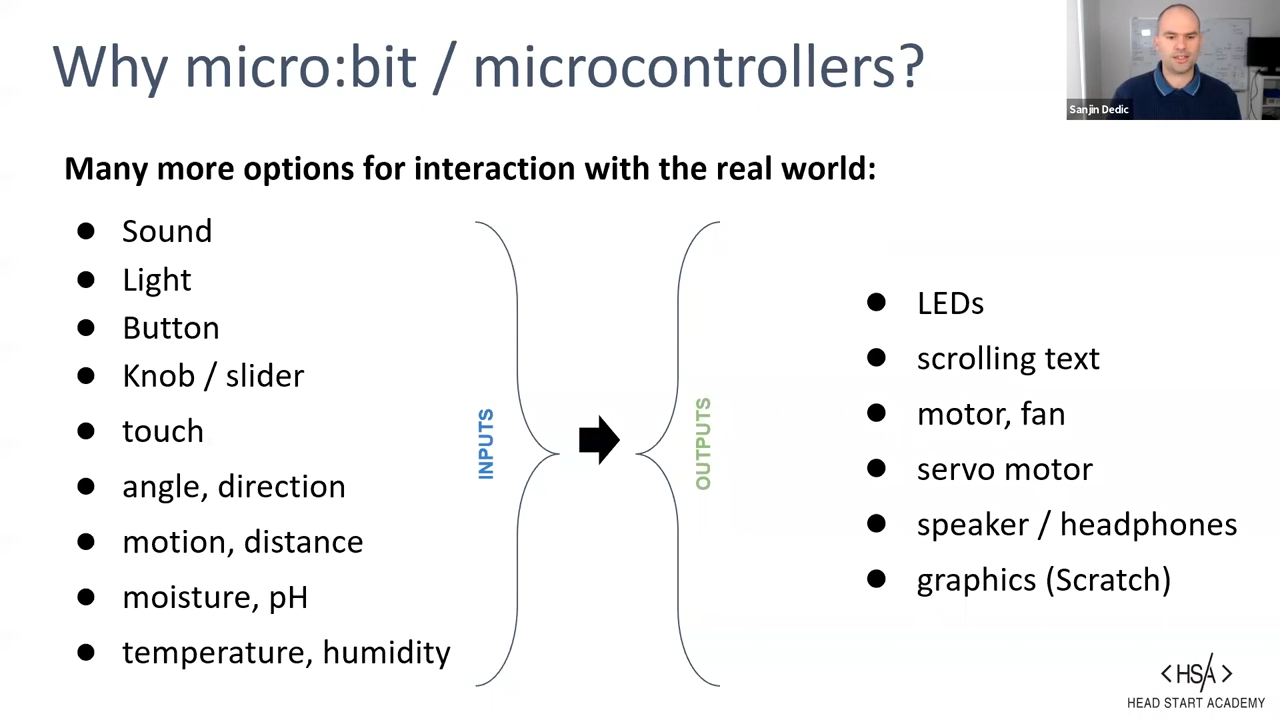 Why micro:bit / microcontrollers?
Sanjin Dedic
Many more options for interaction with the real world:
● Sound
● Light
● Button
● Knob / slider
● touch
● angle, direction
● motion, distance
● moisture, pH
● temperature, humidity
INPUTS
OUTPUTS
● LEDs
● scrolling text
● motor, fan
● servo motor
● speaker / headphones
● graphics (Scratch)
<HS/A>
HEAD START ACADEMY